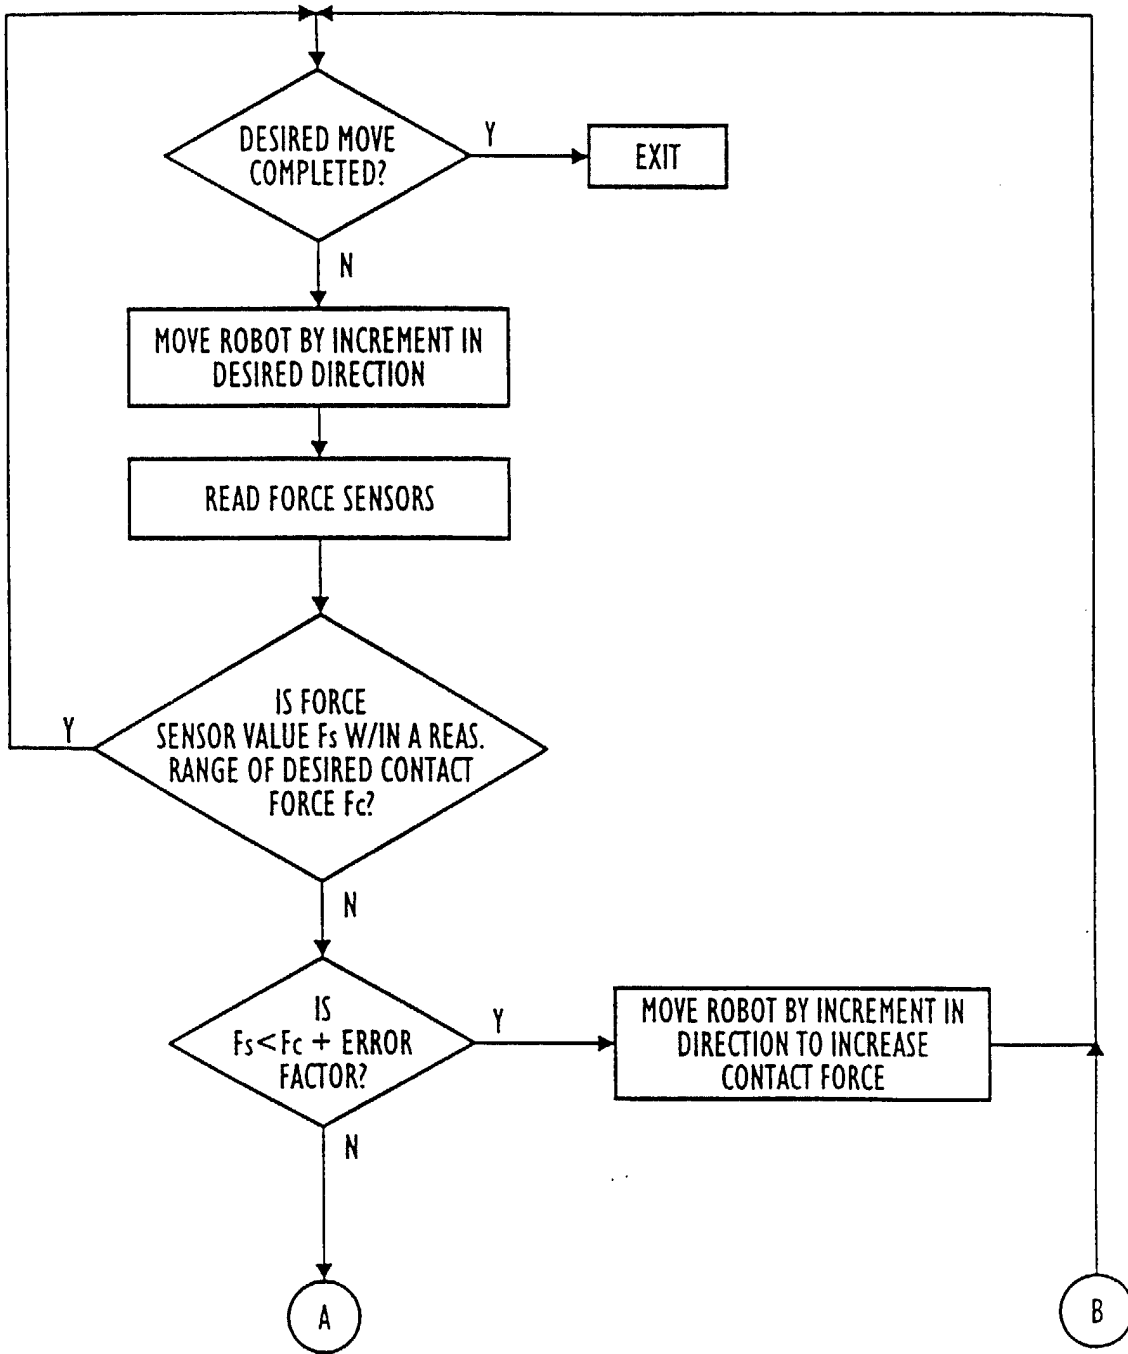 DESIRED MOVE
COMPLETED?
Y
EXIT
N
MOVE ROBOT BY INCREMENT IN
DESIRED DIRECTION
READ FORCE SENSORS
IS FORCE
SENSOR VALUE Fs W/IN A REAS.
RANGE OF DESIRED CONTACT
FORCE Fc?
Y
N
IS
Fs<Fc + ERROR
FACTOR?
Y
MOVE ROBOT BY INCREMENT IN
DIRECTION TO INCREASE
CONTACT FORCE
N
A
B